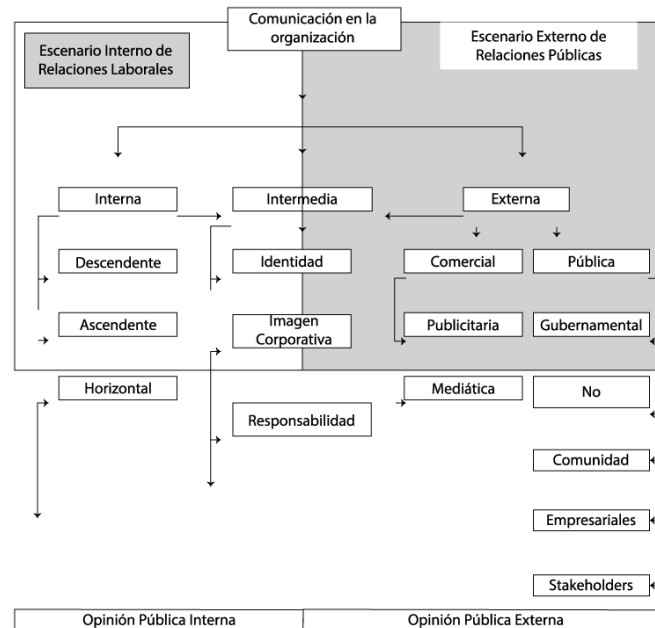 Comunicación en la
organización
Escenario Interno de
Relaciones Laborales
Escenario Externo de
Relaciones Públicas
Interna
Intermedia
Externa
Descendente
Identidad
Comercial
Pública
Ascendente
Imagen
Corporativa
Publicitaria
Gubernamental
Horizontal
Responsabilidad
Mediática
No
Comunidad
Empresariales
Stakeholders
Opinión Pública Interna
Opinión Pública Externa